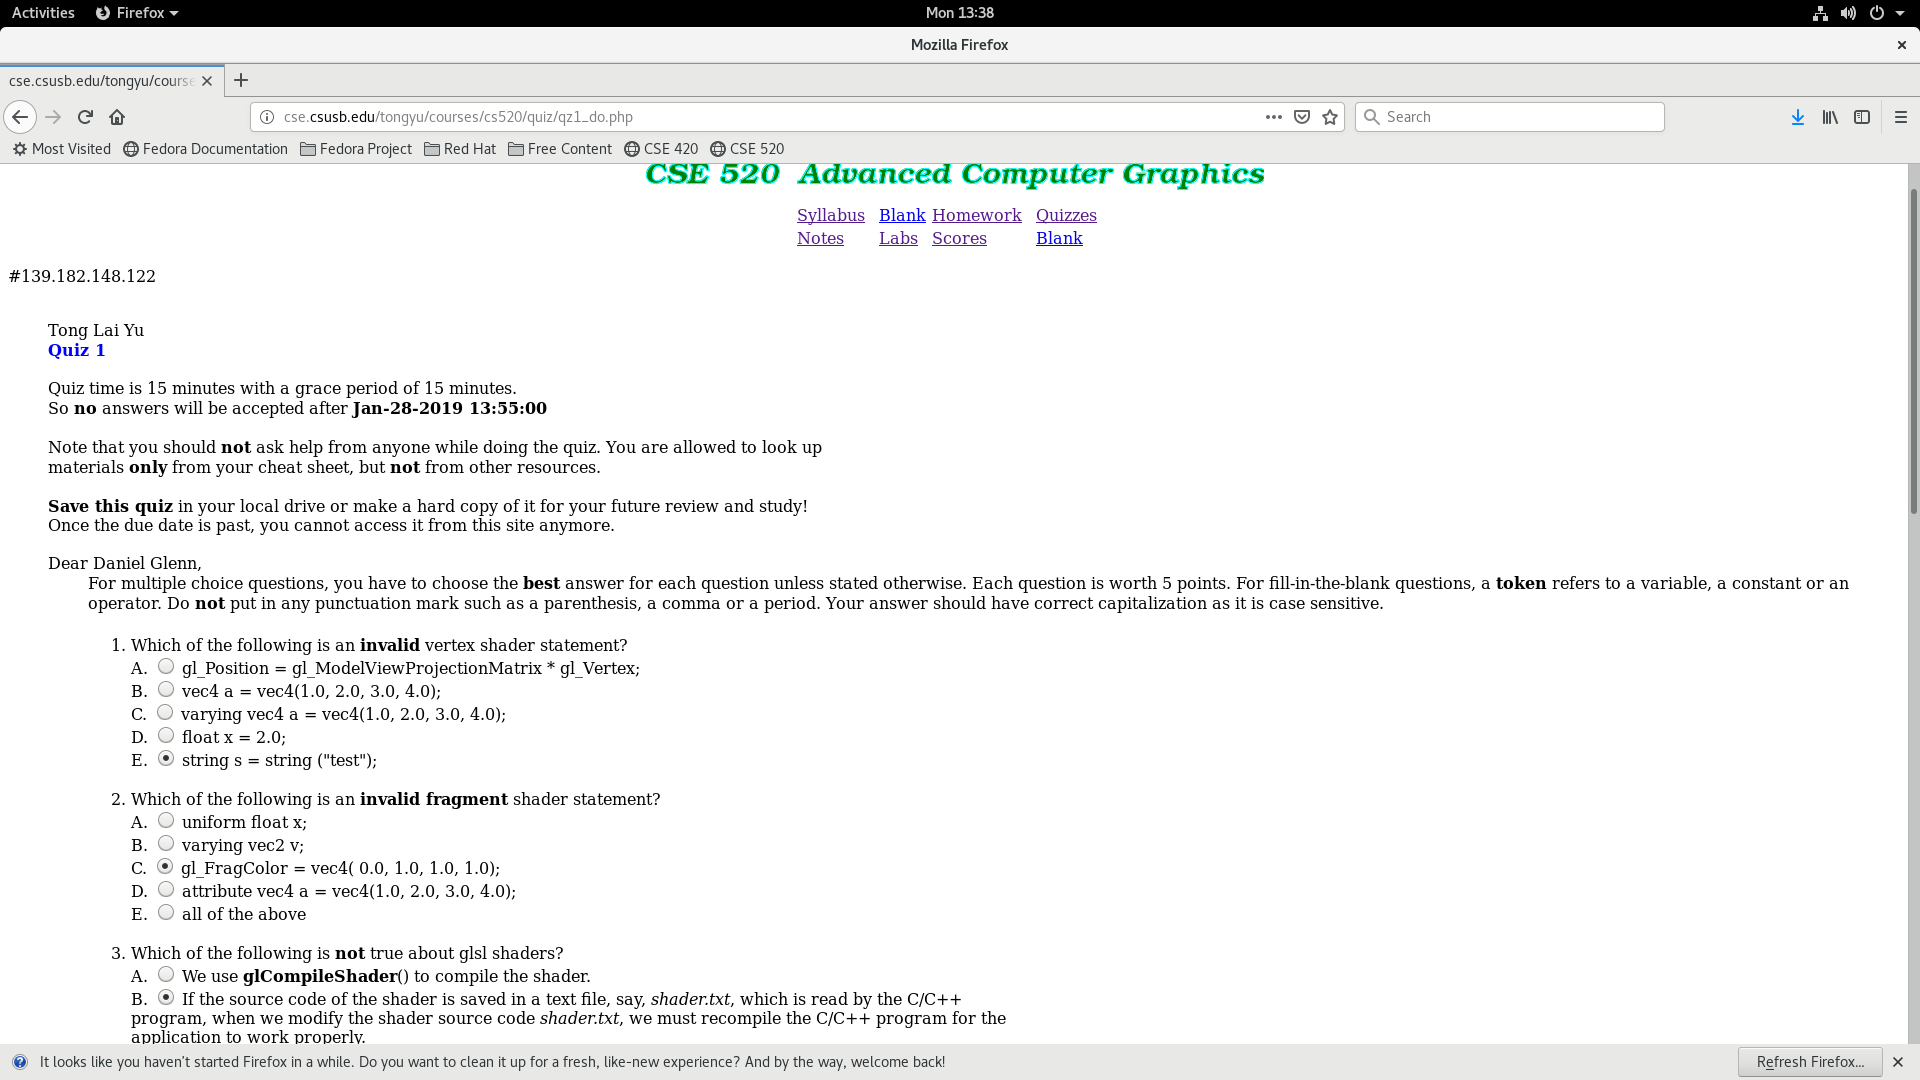 Activities Firefox Mon 13:38
Mozilla Firefox
cse.csusb.edu/tongyu/course
cse.csusb.edu/tongyu/courses/cs520/quiz/qz1_do.php Search
Most Visited Fedora Documentation Fedora Project Red Hat Free Content CSE 420 CSE 520
CSE 520 Advanced Computer Graphics
Syllabus Blank Homework Quizzes
Notes Labs Scores Blank
#139.182.148.122
Tong Lai Yu
Quiz 1
Quiz time is 15 minutes with a grace period of 15 minutes.
So no answers will be accepted after Jan-28-2019 13:55:00
Note that you should not ask help from anyone while doing the quiz. You are allowed to look up
materials only from your cheat sheet, but not from other resources.
Save this quiz in your local drive or make a hard copy of it for your future review and study!
Once the due date is past, you cannot access it from this site anymore.
Dear Daniel Glenn,
For multiple choice questions, you have to choose the best answer for each question unless stated otherwise. Each question is worth 5 points. For fill-in-the-blank questions, a token refers to a variable, a constant or an
operator. Do not put in any punctuation mark such as a parenthesis, a comma or a period. Your answer should have correct capitalization as it is case sensitive.
1. Which of the following is an invalid vertex shader statement?
A. gl_Position = gl_ModelViewProjectionMatrix * gl_Vertex;
B. vec4 a = vec4(1.0, 2.0, 3.0, 4.0);
C. varying vec4 a = vec4(1.0, 2.0, 3.0, 4.0);
D. float x = 2.0;
E. string s = string ("test");
2. Which of the following is an invalid fragment shader statement?
A. uniform float x;
B. varying vec2 v;
C. gl_FragColor = vec4( 0.0, 1.0, 1.0, 1.0);
D. attribute vec4 a = vec4(1.0, 2.0, 3.0, 4.0);
E. all of the above
3. Which of the following is not true about glsl shaders?
A. We use glCompileShader() to compile the shader.
B. If the source code of the shader is saved in a text file, say, shader.txt, which is read by the C/C++
program, when we modify the shader source code shader.txt, we must recompile the C/C++ program for the
application to work properly.
It looks like you haven't started Firefox in a while. Do you want to clean it up for a fresh, like-new experience? And by the way, welcome back! Refresh Firefox...